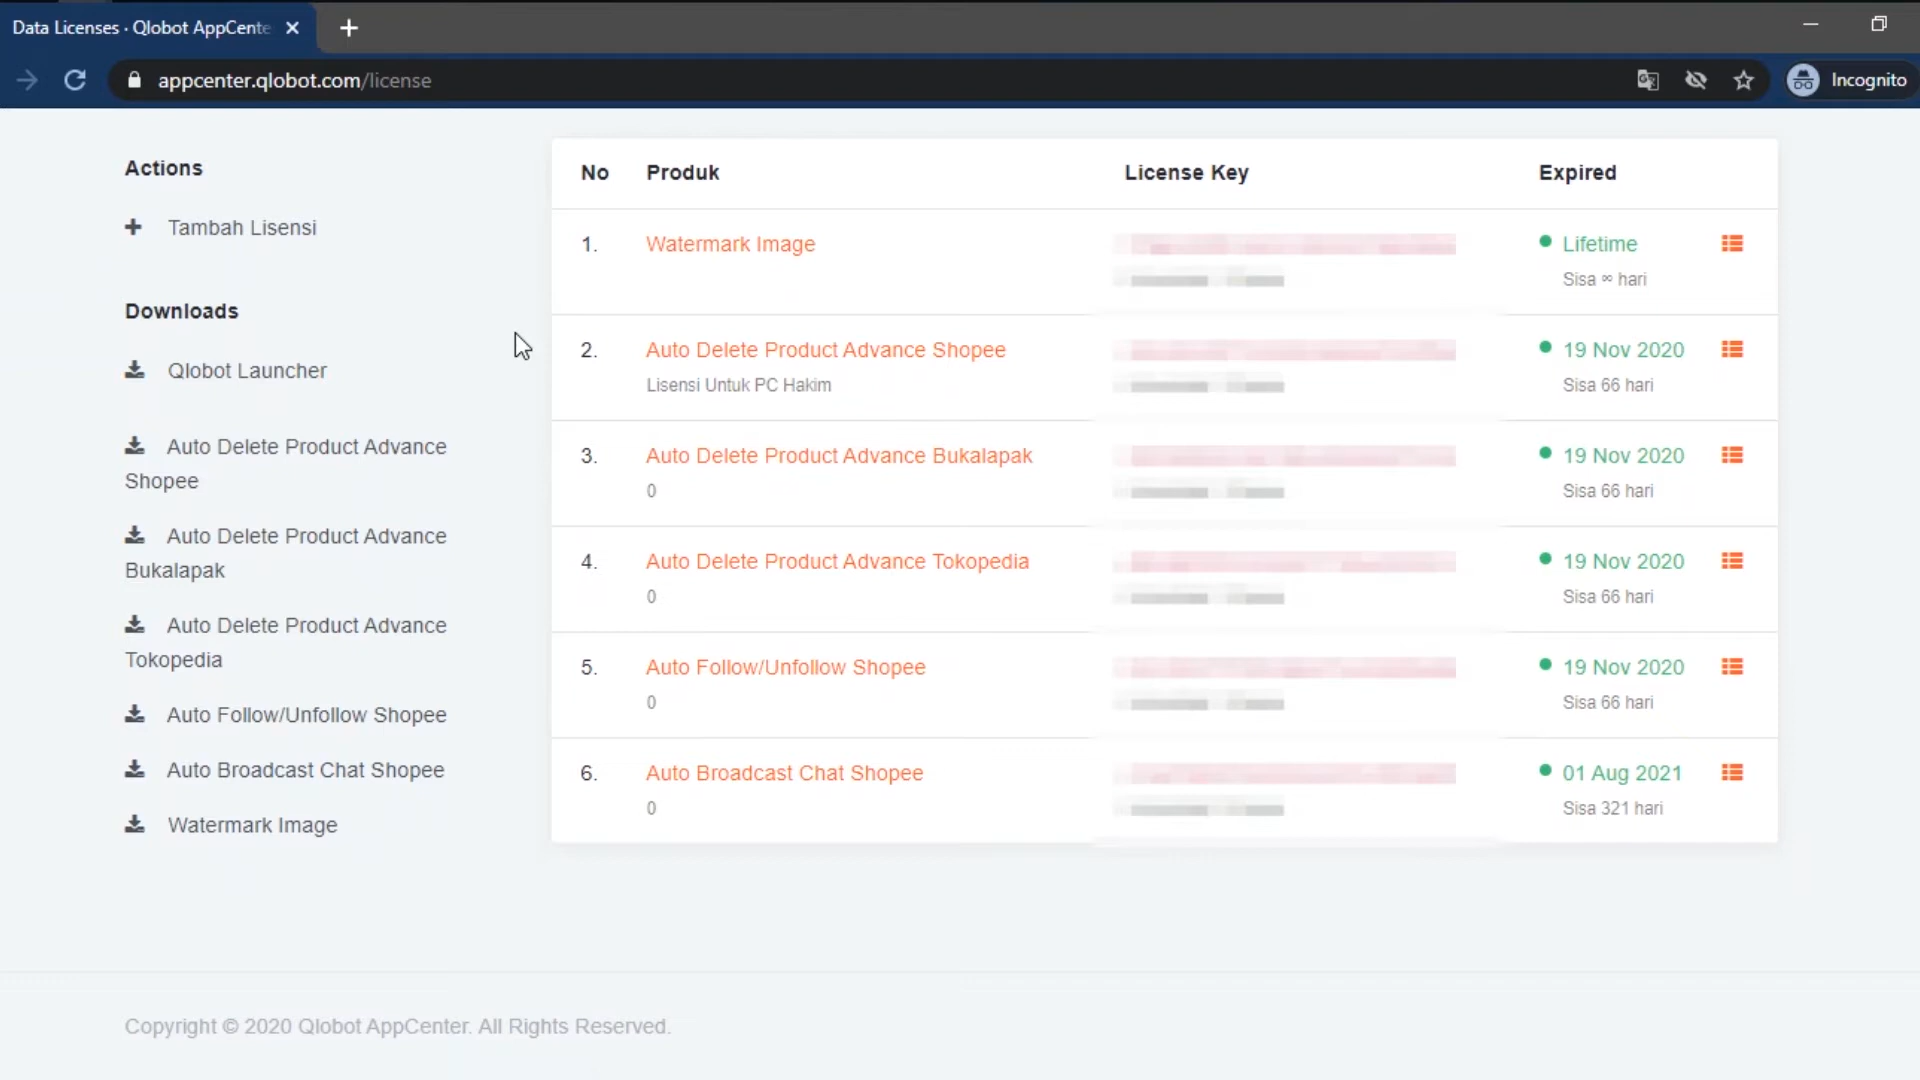 Data Licenses · Qlobot AppCente
appcenter.qlobot.com/license
Incognito
Actions
Tambah Lisensi
Downloads
Qlobot Launcher
Auto Delete Product Advance
Shopee
Auto Delete Product Advance
Bukalapak
Auto Delete Product Advance
Tokopedia
Auto Follow/Unfollow Shopee
Auto Broadcast Chat Shopee
Watermark Image
No Produk License Key Expired
1. Watermark Image Lifetime
Sisa ∞ hari
2. Auto Delete Product Advance Shopee 19 Nov 2020
Lisensi Untuk PC Hakim Sisa 66 hari
3. Auto Delete Product Advance Bukalapak 19 Nov 2020
0 Sisa 66 hari
4. Auto Delete Product Advance Tokopedia 19 Nov 2020
0 Sisa 66 hari
5. Auto Follow/Unfollow Shopee 19 Nov 2020
0 Sisa 66 hari
6. Auto Broadcast Chat Shopee 01 Aug 2021
0 Sisa 321 hari
Copyright © 2020 Qlobot AppCenter. All Rights Reserved.